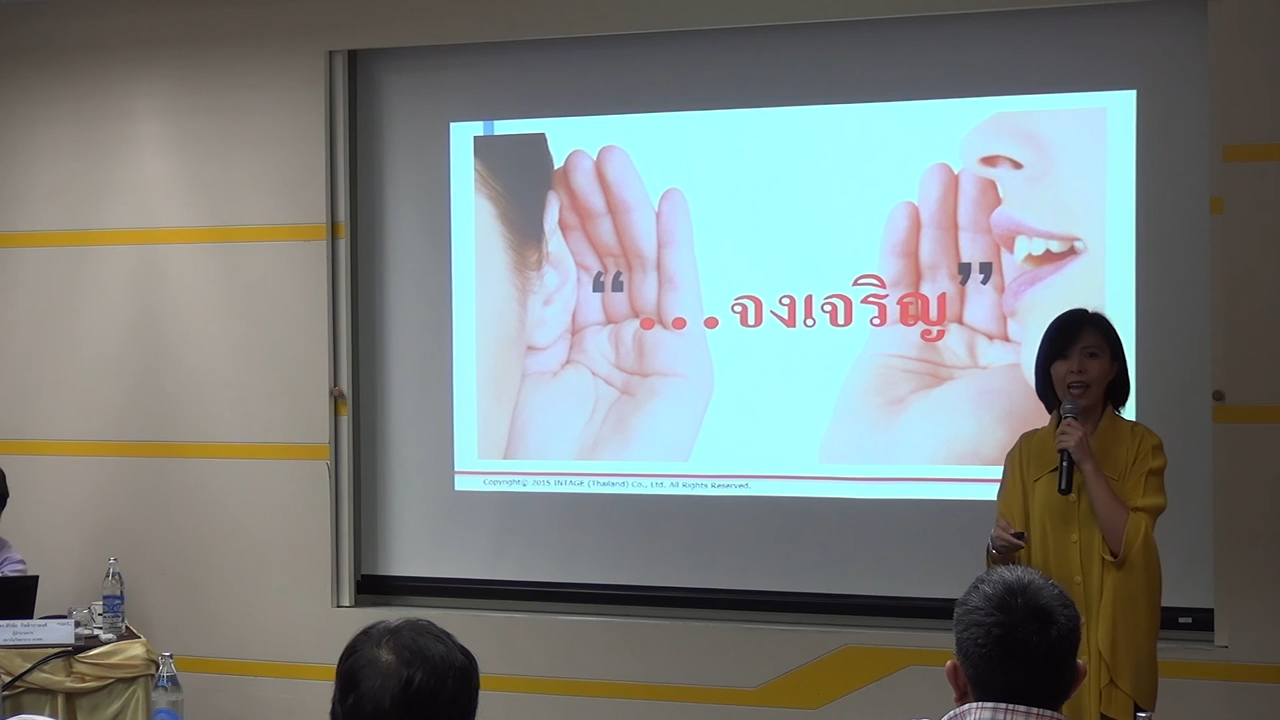 “...จงเจริญ”
Copyright© 2015 INTAGE (Thailand) Co., Ltd. All Rights Reserved.